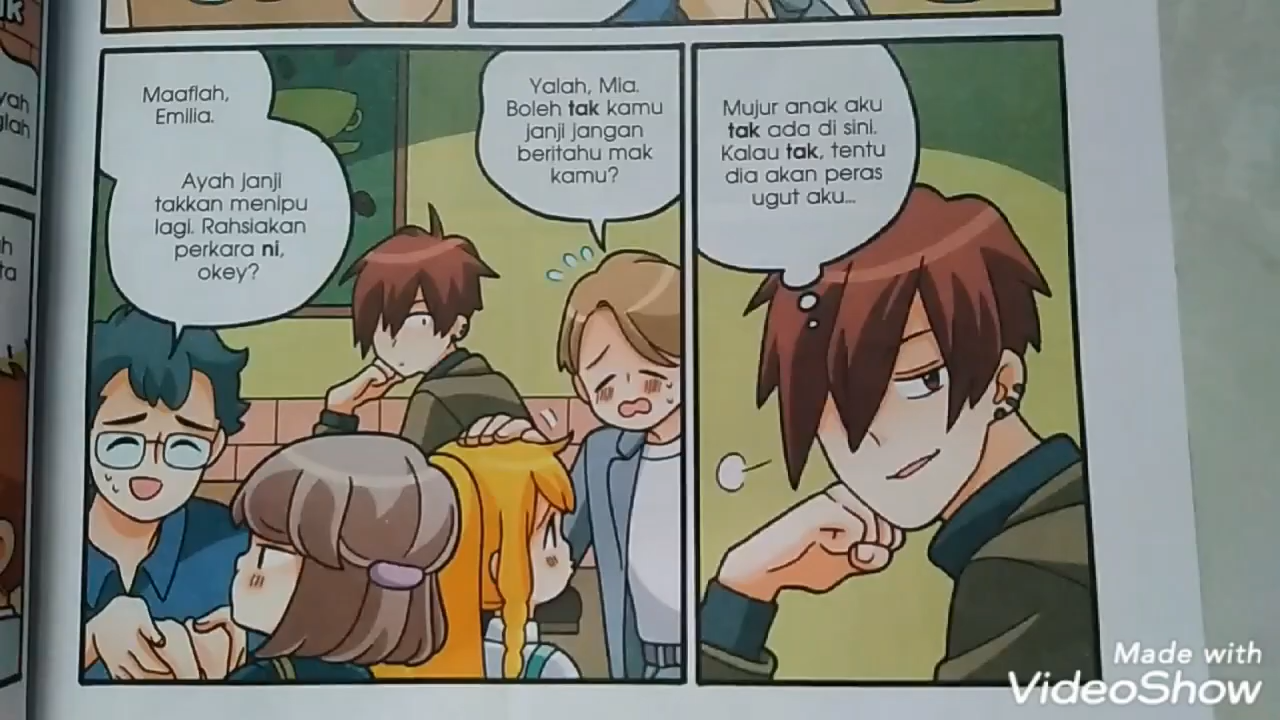 Maaflah,
Emilia.
Ayah janji
takkan menipu
lagi. Rahsiakan
perkara ni,
okey?
Yalah, Mia.
Boleh tak kamu
janji jangan
beritahu mak
kamu?
Mujur anak aku
tak ada di sini.
Kalau tak, tentu
dia akan peras
ugut aku...
Made with
VideoShow